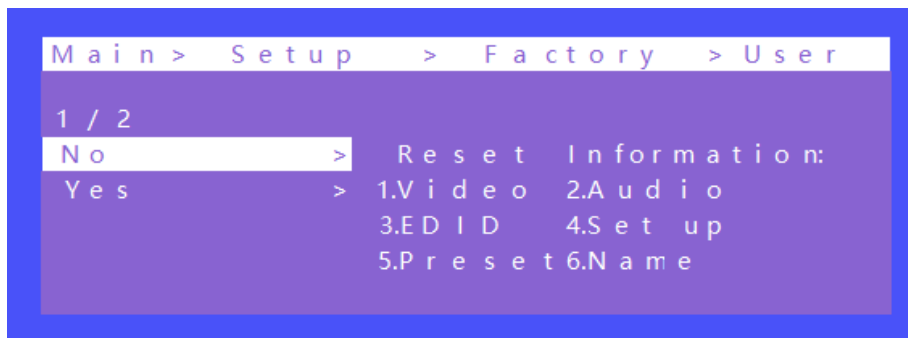 Main> Setup > Factory >User
1/2
No > Reset Information:
Yes > 1.Video 2.Audio
3.EDID 4.Set up
5.Preset 6.Name